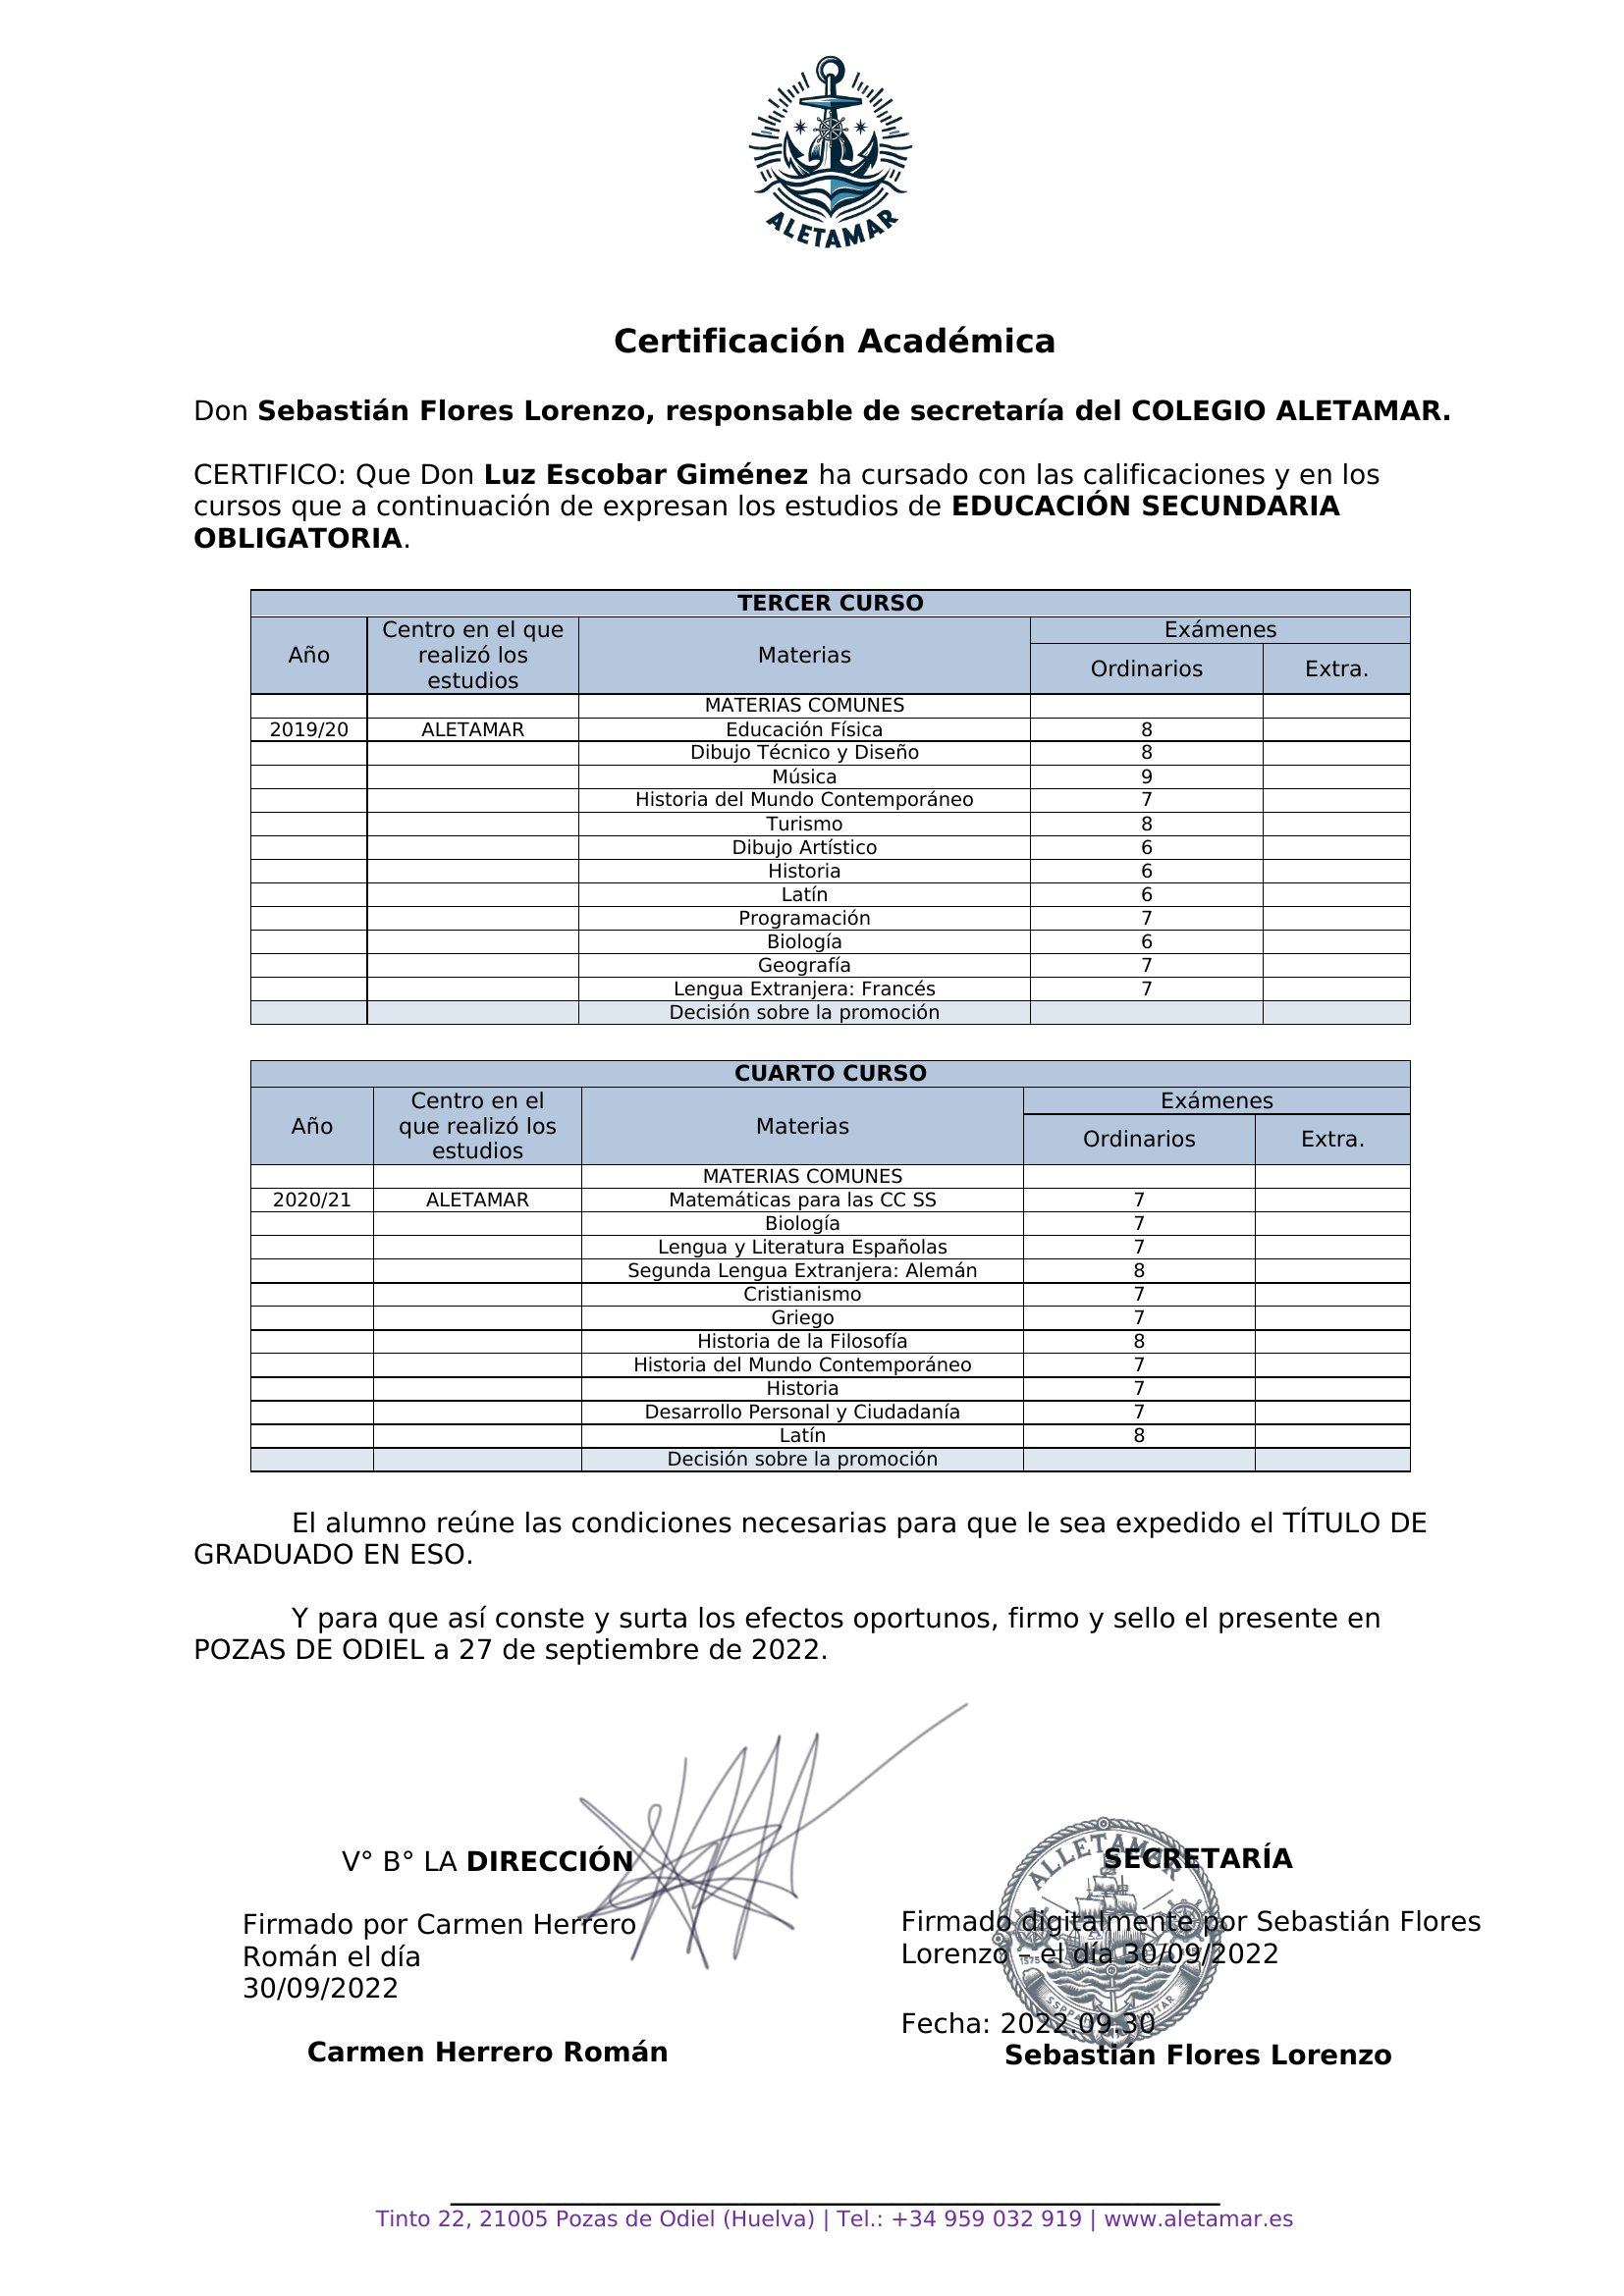 ALETAMAR
Certificación Académica
Don Sebastián Flores Lorenzo, responsable de secretaría del COLEGIO ALETAMAR.
CERTIFICO: Que Don Luz Escobar Giménez ha cursado con las calificaciones y en los
cursos que a continuación de expresan los estudios de EDUCACIÓN SECUNDARIA
OBLIGATORIA.
TERCER CURSO
Año Centro en el que realizó los estudios Materias Exámenes
Ordinarios Extra.
MATERIAS COMUNES
2019/20 ALETAMAR Educación Física 8
Dibujo Técnico y Diseño 8
Música 9
Historia del Mundo Contemporáneo 7
Turismo 8
Dibujo Artístico 6
Historia 6
Latín 6
Programación 7
Biología 6
Geografía 7
Lengua Extranjera: Francés 7
Decisión sobre la promoción
CUARTO CURSO
Año Centro en el que realizó los estudios Materias Exámenes
Ordinarios Extra.
MATERIAS COMUNES
2020/21 ALETAMAR Matemáticas para las CC SS 7
Biología 7
Lengua y Literatura Españolas 7
Segunda Lengua Extranjera: Alemán 8
Cristianismo 7
Griego 7
Historia de la Filosofía 8
Historia del Mundo Contemporáneo 7
Historia 7
Desarrollo Personal y Ciudadanía 7
Latín 8
Decisión sobre la promoción
El alumno reúne las condiciones necesarias para que le sea expedido el TÍTULO DE
GRADUADO EN ESO.
Y para que así conste y surta los efectos oportunos, firmo y sello el presente en
POZAS DE ODIEL a 27 de septiembre de 2022.
V° B° LA DIRECCIÓN
Firmado por Carmen Herrero
Román el día
30/09/2022
Carmen Herrero Román
ALLETAMAR
1575
SECRETARÍA
Firmado digitalmente por Sebastián Flores
Lorenzo – el día 30/09/2022
Fecha: 2022.09.30
Sebastián Flores Lorenzo
Tinto 22, 21005 Pozas de Odiel (Huelva) | Tel.: +34 959 032 919 | www.aletamar.es